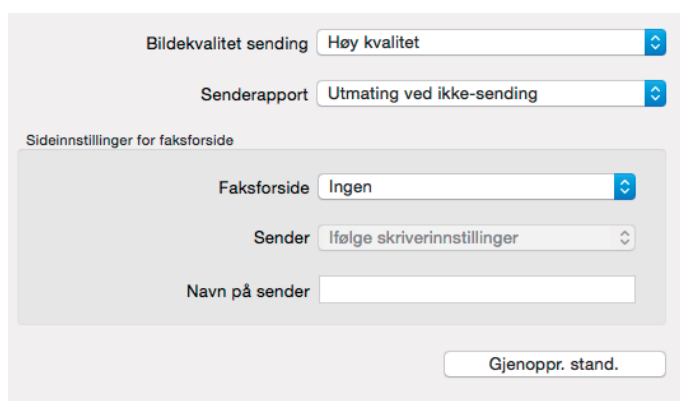 Bildekvalitet sending Høy kvalitet
Senderapport Utmating ved ikke-sending
Sideinnstillinger for faksforside
Faksforside Ingen
Sender Ifølge skriverinnstillinger
Navn på sender
Gjenoppr. stand.